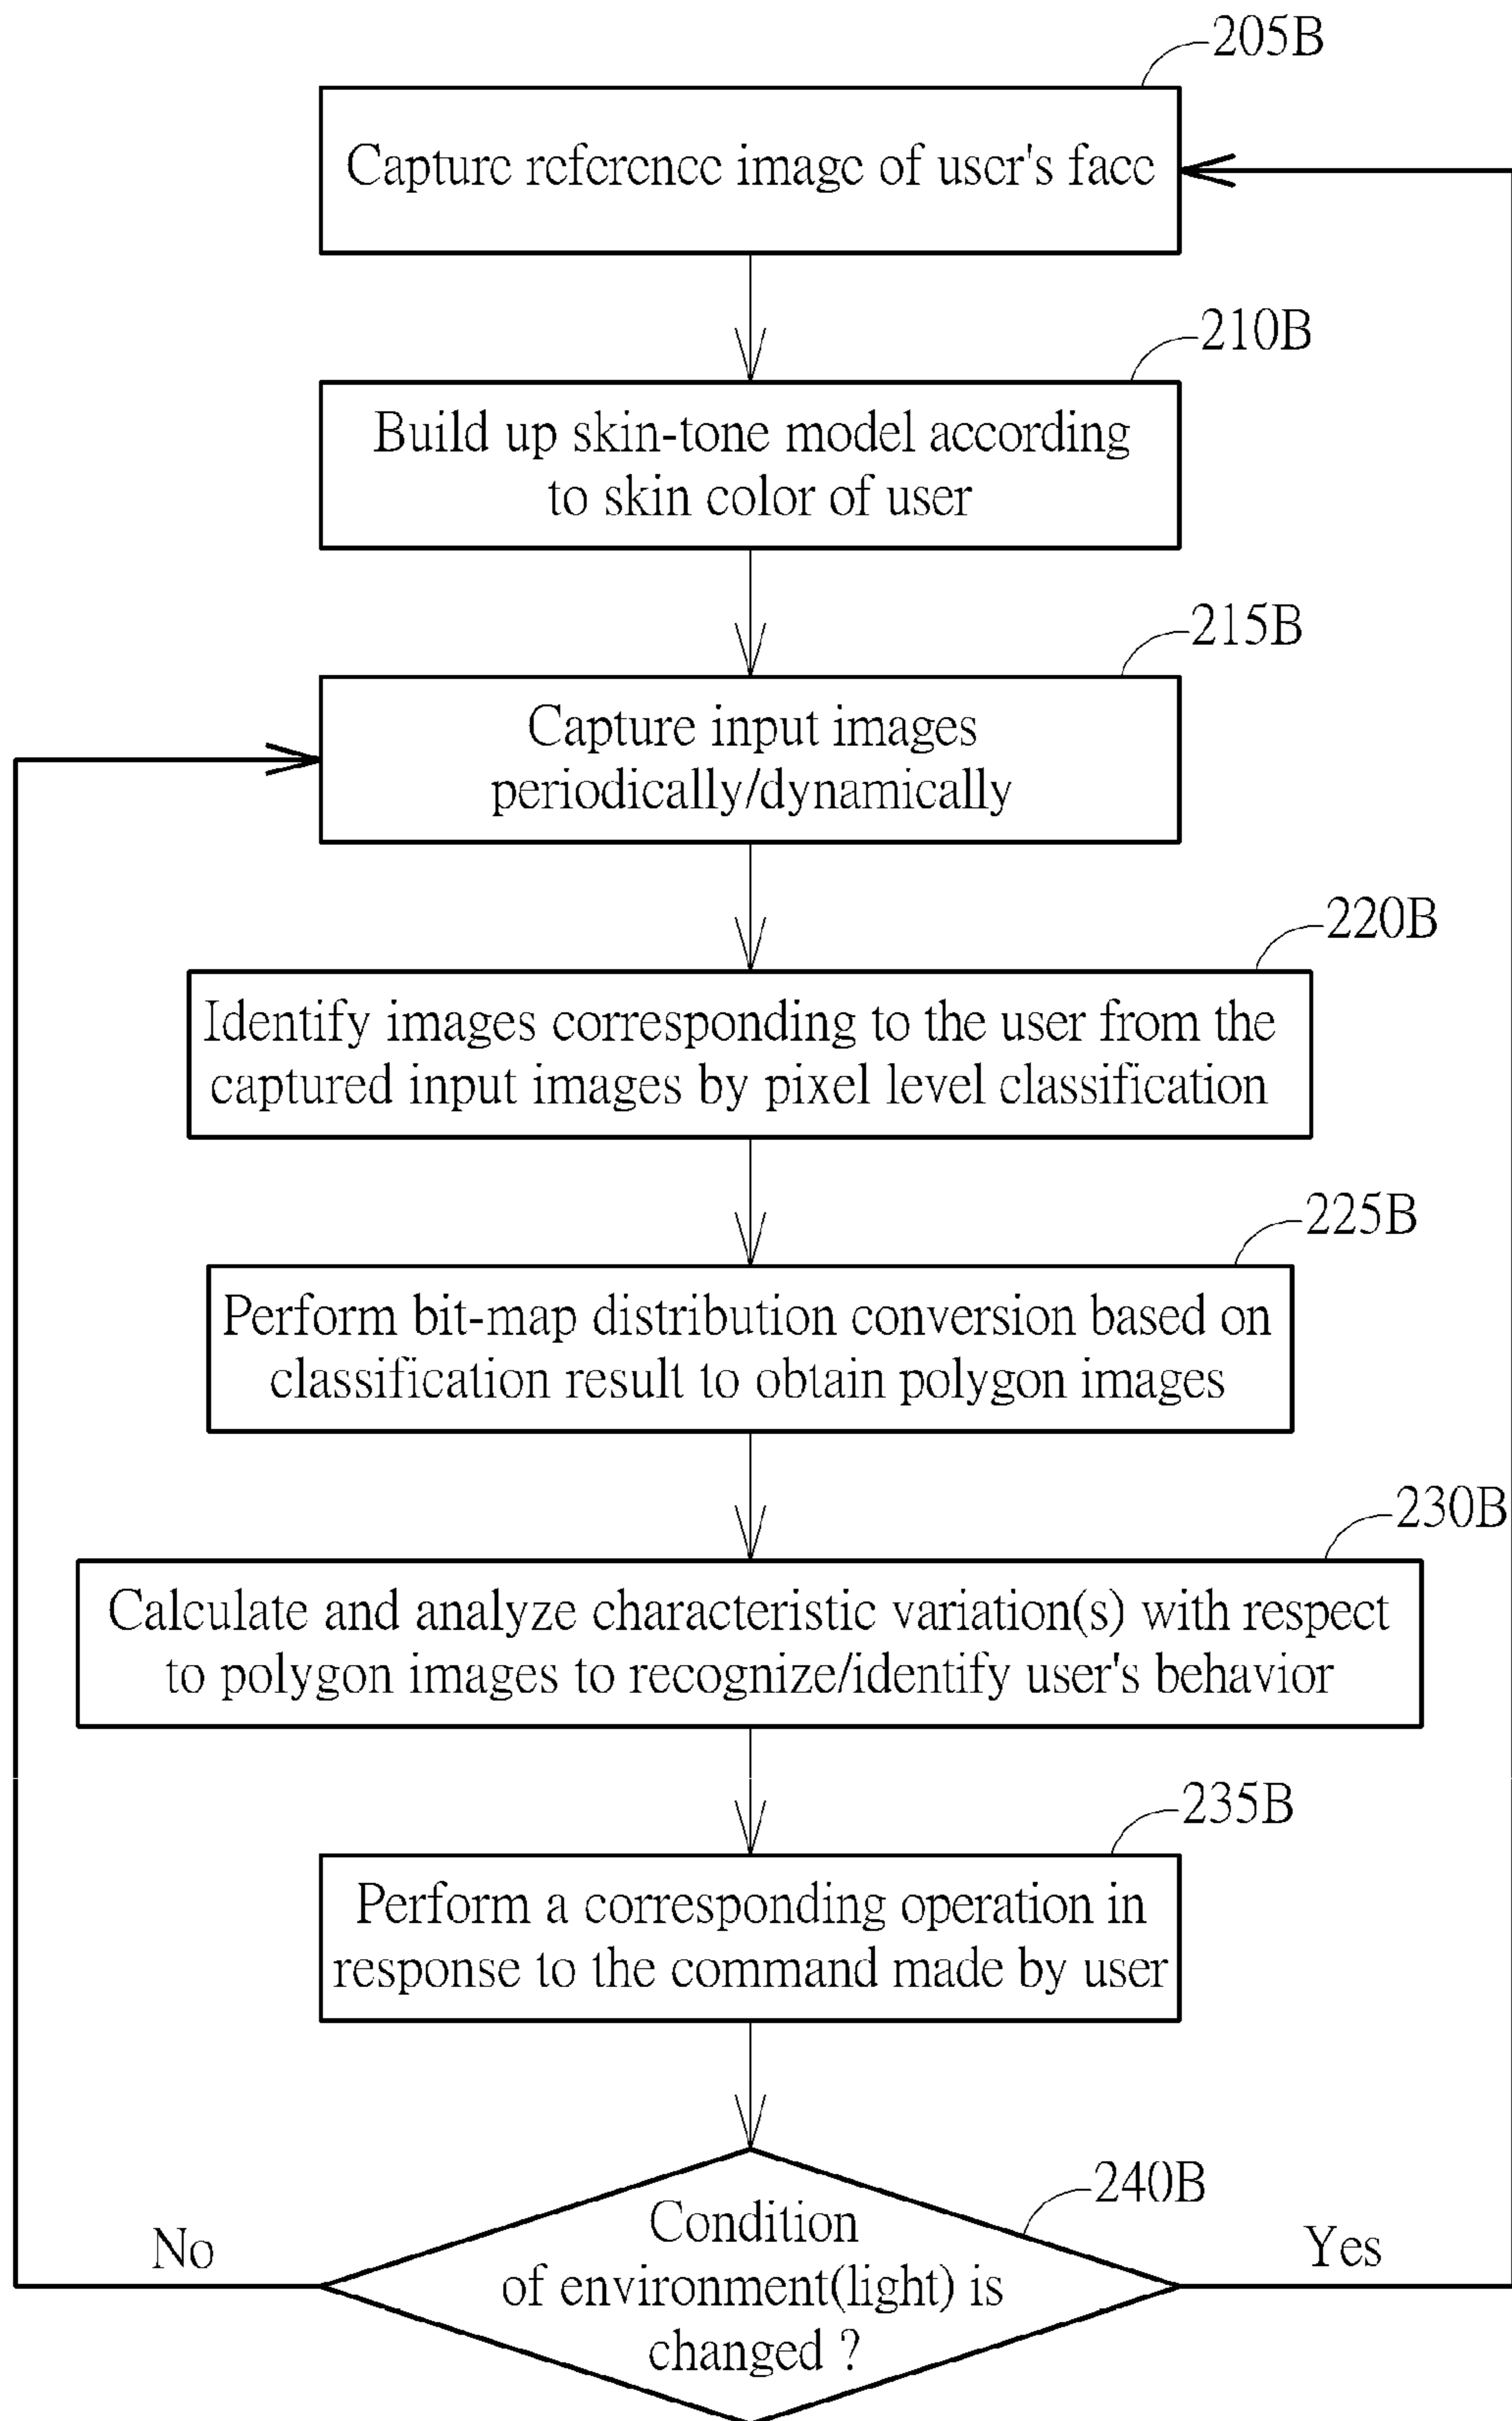 205B
Capture reference image of user's face
210B
Build up skin-tone model according
to skin color of user
215B
Capture input images
periodically/dynamically
220B
Identify images corresponding to the user from the
captured input images by pixel level classification
225B
Perform bit-map distribution conversion based on
classification result to obtain polygon images
230B
Calculate and analyze characteristic variation(s) with respect
to polygon images to recognize/identify user's behavior
235B
Perform a corresponding operation in
response to the command made by user
240B
Condition
of environment(light) is
changed ?
No
Yes